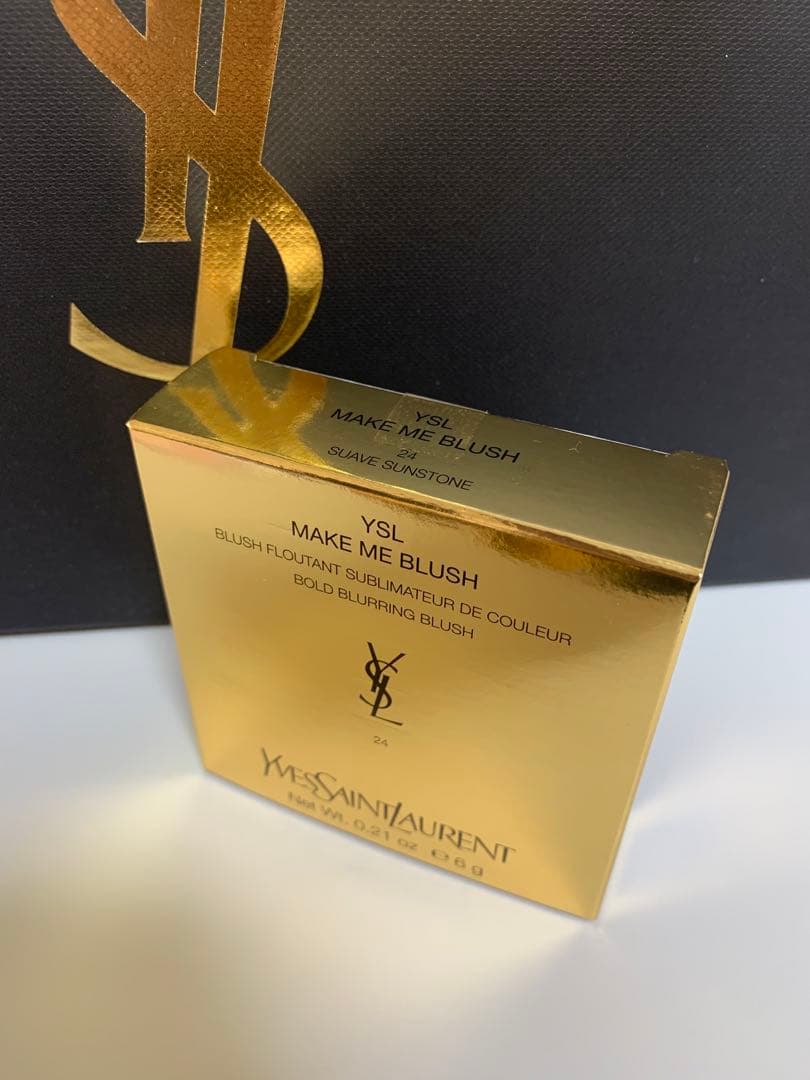 YSL
YSL
MAKE ME BLUSH
24
SUAVE SUNSTONE
YSL
MAKE ME BLUSH
BLUSH FLOUTANT SUBLIMATEUR DE COULEUR
BOLD BLURRING BLUSH
YSL
24
YVESSAINTLAURENT
Net Wt. 0.21 oz ℮ 6 g